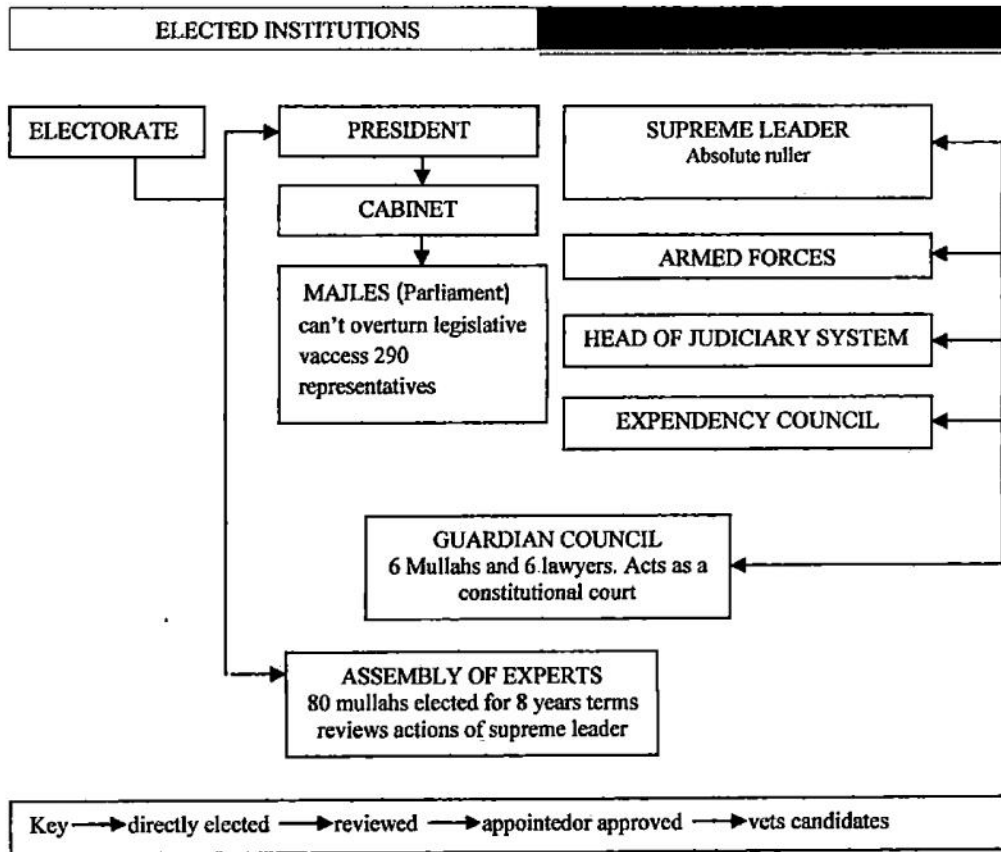 ELECTED INSTITUTIONS
ELECTORATE
PRESIDENT
CABINET
MAJLES (Parliament)
can't overturn legislative
vaccess 290
representatives
SUPREME LEADER
Absolute ruller
ARMED FORCES
HEAD OF JUDICIARY SYSTEM
EXPENDENCY COUNCIL
GUARDIAN COUNCIL
6 Mullahs and 6 lawyers. Acts as a
constitutional court
ASSEMBLY OF EXPERTS
80 mullahs elected for 8 years terms
reviews actions of supreme leader
Key directly elected reviewed appointedor approved vets candidates